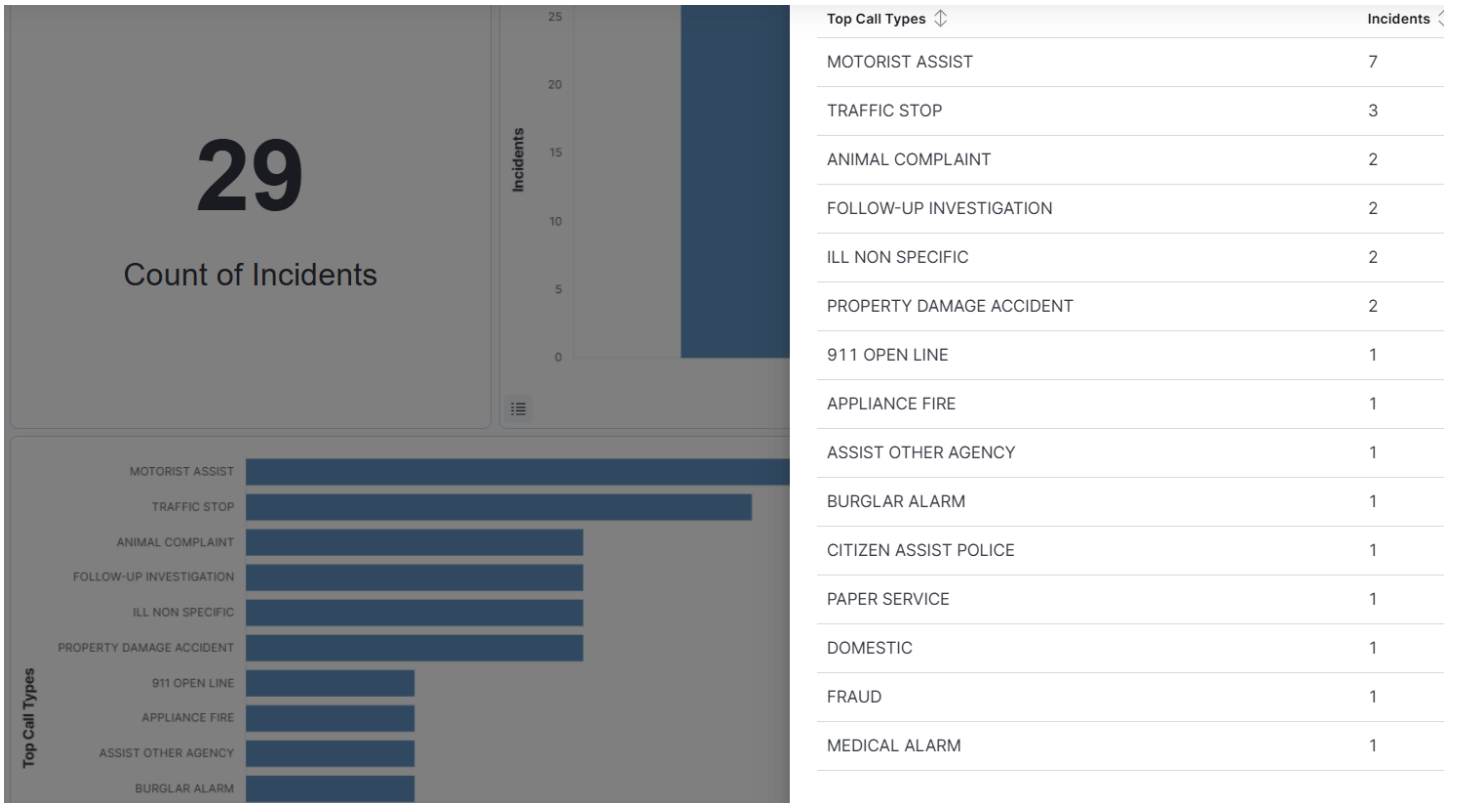 29
Count of Incidents
Incidents
25
20
15
10
5
0
Top Call Types
MOTORIST ASSIST
TRAFFIC STOP
ANIMAL COMPLAINT
FOLLOW-UP INVESTIGATION
ILL NON SPECIFIC
PROPERTY DAMAGE ACCIDENT
911 OPEN LINE
APPLIANCE FIRE
ASSIST OTHER AGENCY
BURGLAR ALARM
Top Call Types Incidents
MOTORIST ASSIST 7
TRAFFIC STOP 3
ANIMAL COMPLAINT 2
FOLLOW-UP INVESTIGATION 2
ILL NON SPECIFIC 2
PROPERTY DAMAGE ACCIDENT 2
911 OPEN LINE 1
APPLIANCE FIRE 1
ASSIST OTHER AGENCY 1
BURGLAR ALARM 1
CITIZEN ASSIST POLICE 1
PAPER SERVICE 1
DOMESTIC 1
FRAUD 1
MEDICAL ALARM 1